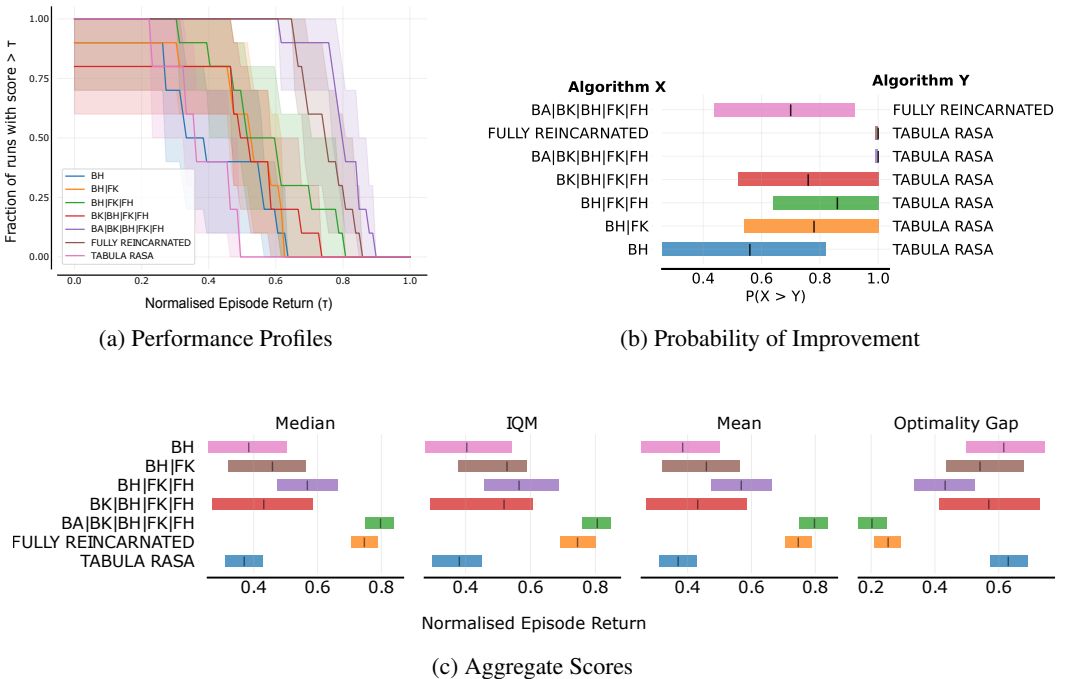 1.00
0.75
0.50
0.25
0.00
Fraction of runs with score > τ
BH
BH|FK
BH|FK|FH
BK|BH|FK|FH
BA|BK|BH|FK|FH
FULLY REINCARNATED
TABULA RASA
0.0 0.2 0.4 0.6 0.8 1.0
Normalised Episode Return (τ)
(a) Performance Profiles
Algorithm X Algorithm Y
BA|BK|BH|FK|FH FULLY REINCARNATED
FULLY REINCARNATED TABULA RASA
BA|BK|BH|FK|FH TABULA RASA
BK|BH|FK|FH TABULA RASA
BH|FK|FH TABULA RASA
BH|FK TABULA RASA
BH TABULA RASA
0.4 0.6 0.8 1.0
P(X > Y)
(b) Probability of Improvement
Median IQM Mean Optimality Gap
BH
BH|FK
BH|FK|FH
BK|BH|FK|FH
BA|BK|BH|FK|FH
FULLY REINCARNATED
TABULA RASA
0.4 0.6 0.8 0.4 0.6 0.8 0.4 0.6 0.8 0.2 0.4 0.6
Normalised Episode Return
(c) Aggregate Scores